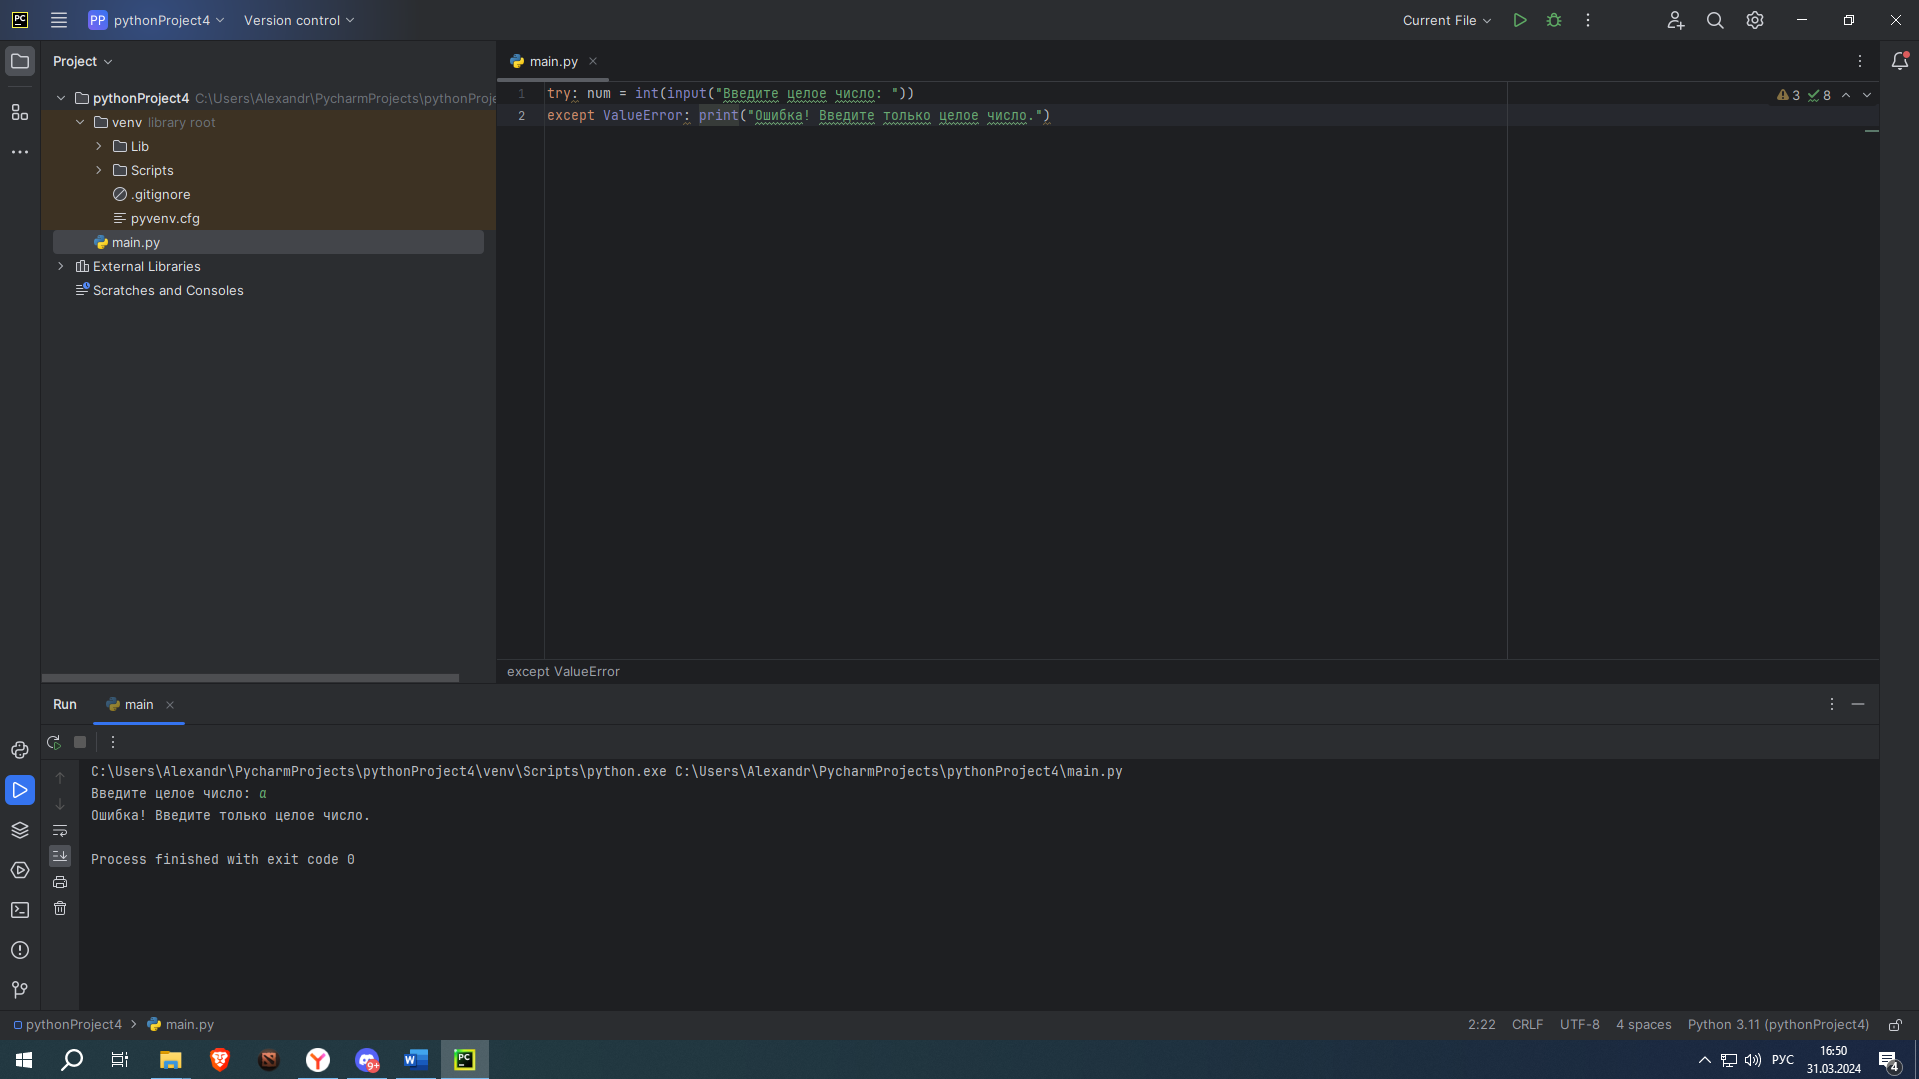 PC PP pythonProject4 Version control Current File
Project
main.py
pythonProject4 C:\Users\Alexandr\PycharmProjects\pythonProje
venv library root
Lib
Scripts
.gitignore
pyvenv.cfg
main.py
External Libraries
Scratches and Consoles
1 try: num = int(input("Введите целое число: "))
2 except ValueError: print("Ошибка! Введите только целое число.")
3 8
except ValueError
Run main
C:\Users\Alexandr\PycharmProjects\pythonProject4\venv\Scripts\python.exe C:\Users\Alexandr\PycharmProjects\pythonProject4\main.py
Введите целое число: а
Ошибка! Введите только целое число.
Process finished with exit code 0
pythonProject4 main.py 2:22 CRLF UTF-8 4 spaces Python 3.11 (pythonProject4)
9+ W PC РУС 16:50
31.03.2024 4